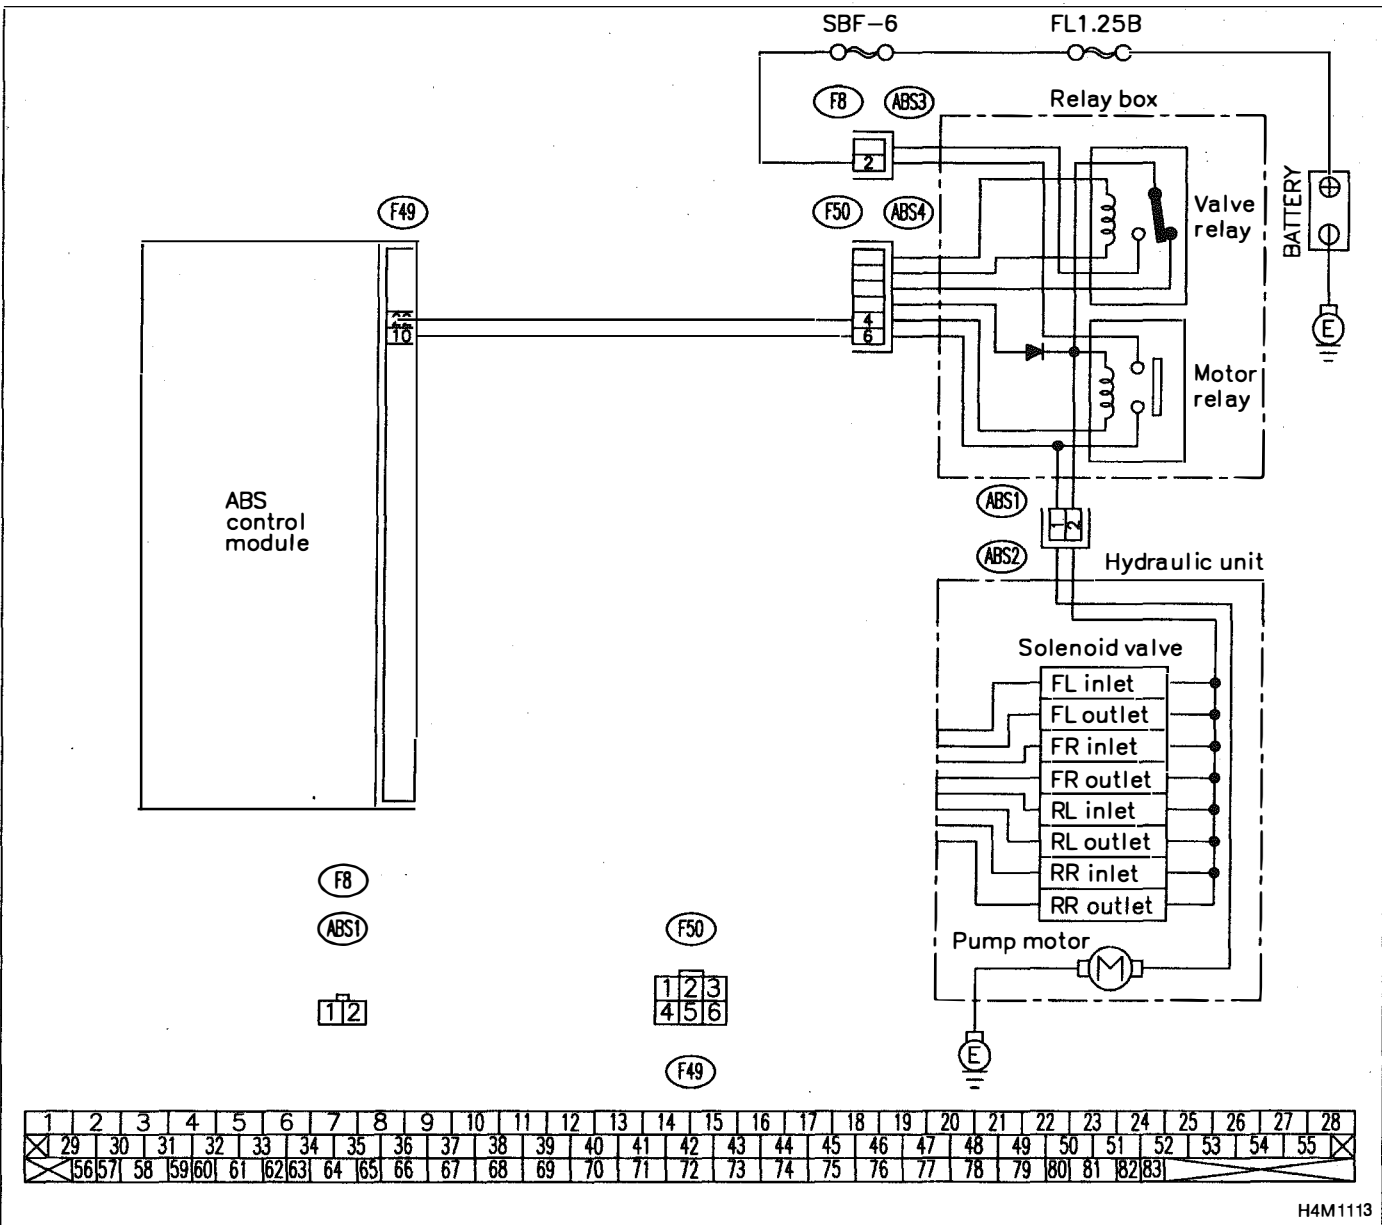 SBF-6 FL1.25B
F8 ABS3 Relay box
2
F49 F50 ABS4
Valve relay
BATTERY
4
10 6
E
Motor relay
ABS control module
ABS1
1 2
ABS2 Hydraulic unit
Solenoid valve
FL inlet
FL outlet
FR inlet
FR outlet
RL inlet
RL outlet
RR inlet
RR outlet
Pump motor
M
E
F8
ABS1 F50
1 2
1 2 3
4 5 6
F49
1 2 3 4 5 6 7 8 9 10 11 12 13 14 15 16 17 18 19 20 21 22 23 24 25 26 27 28
29 30 31 32 33 34 35 36 37 38 39 40 41 42 43 44 45 46 47 48 49 50 51 52 53 54 55
56 57 58 59 60 61 62 63 64 65 66 67 68 69 70 71 72 73 74 75 76 77 78 79 80 81 82 83
H4M1113